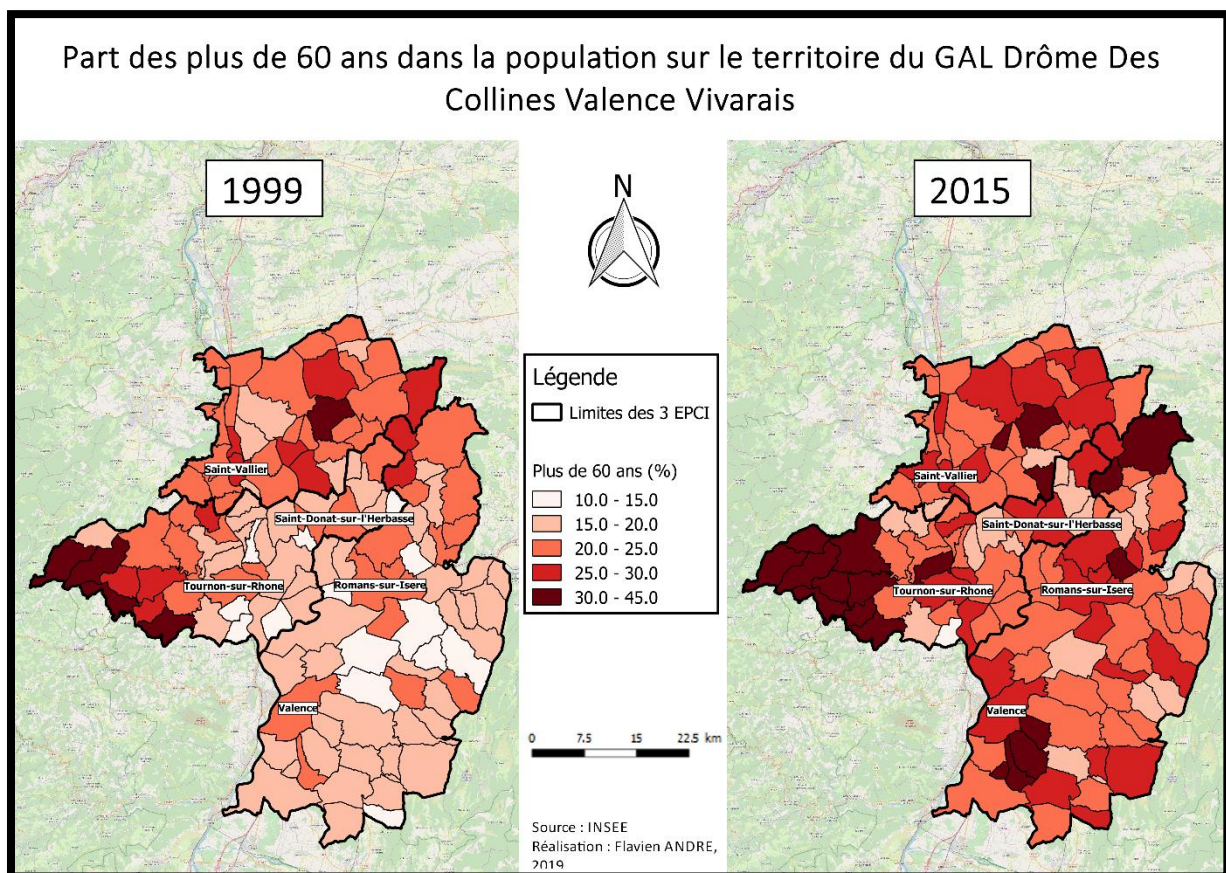 Part des plus de 60 ans dans la population sur le territoire du GAL Drôme Des
Collines Valence Vivarais
1999
N
2015
Légende
Limites des 3 EPCI
Plus de 60 ans (%)
10.0 - 15.0
15.0 - 20.0
20.0 - 25.0
25.0 - 30.0
30.0 - 45.0
0 7.5 15 22.5 km
Source : INSEE
Réalisation : Flavien ANDRE,
2019
Saint-Vallier
Saint-Donat-sur-l'Herbasse
Tournon-sur-Rhone
Romans-sur-Isere
Valence
Saint-Vallier
Saint-Donat-sur-l'Herbasse
Tournon-sur-Rhone
Romans-sur-Isere
Valence